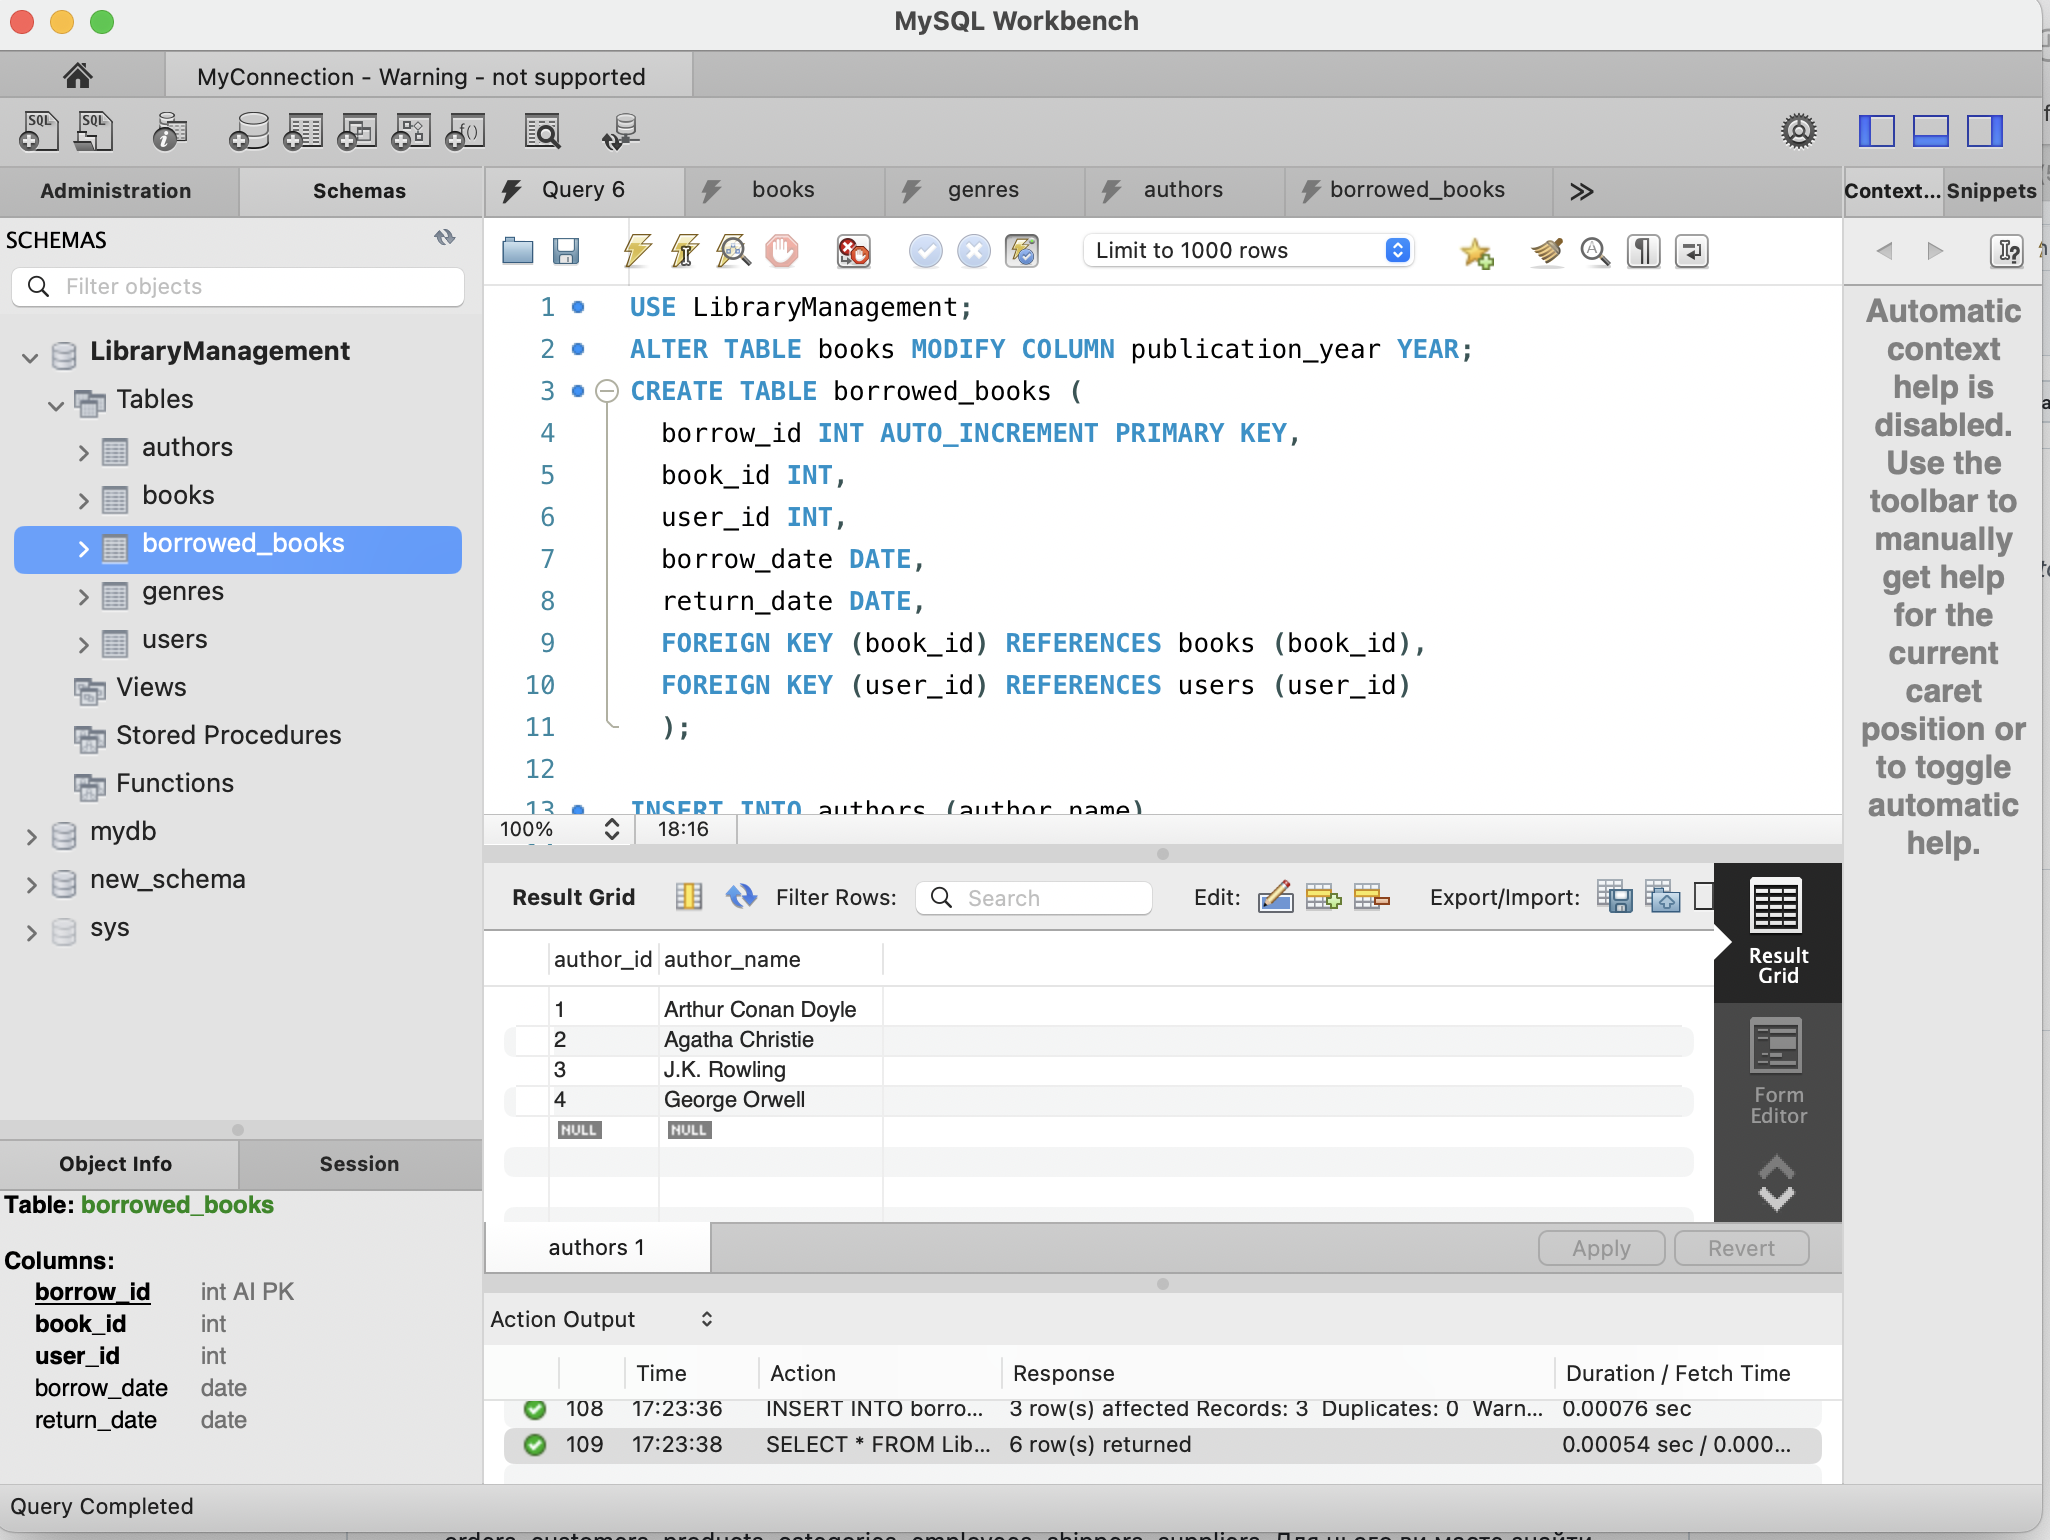 MySQL Workbench
MyConnection - Warning - not supported
Administration
Schemas
Query 6
books
genres
authors
borrowed_books
Context...
Snippets
SCHEMAS
Filter objects
LibraryManagement
Tables
authors
books
borrowed_books
genres
users
Views
Stored Procedures
Functions
mydb
new_schema
sys
Limit to 1000 rows
1 USE LibraryManagement;
2 ALTER TABLE books MODIFY COLUMN publication_year YEAR;
3 CREATE TABLE borrowed_books (
4 borrow_id INT AUTO_INCREMENT PRIMARY KEY,
5 book_id INT,
6 user_id INT,
7 borrow_date DATE,
8 return_date DATE,
9 FOREIGN KEY (book_id) REFERENCES books (book_id),
10 FOREIGN KEY (user_id) REFERENCES users (user_id)
11 );
12
13 INSERT INTO authors (author_name)
100%
18:16
Automatic
context
help is
disabled.
Use the
toolbar to
manually
get help
for the
current
caret
position or
to toggle
automatic
help.
Result Grid
Filter Rows:
Search
Edit:
Export/Import:
author_id author_name
1 Arthur Conan Doyle
2 Agatha Christie
3 J.K. Rowling
4 George Orwell
NULL NULL
Result
Grid
Form
Editor
authors 1
Apply
Revert
Object Info
Session
Table: borrowed_books
Columns:
borrow_id int AI PK
book_id int
user_id int
borrow_date date
return_date date
Action Output
Time Action Response Duration / Fetch Time
108 17:23:36 INSERT INTO borro... 3 row(s) affected Records: 3 Duplicates: 0 Warn... 0.00076 sec
109 17:23:38 SELECT * FROM Lib... 6 row(s) returned 0.00054 sec / 0.000...
Query Completed